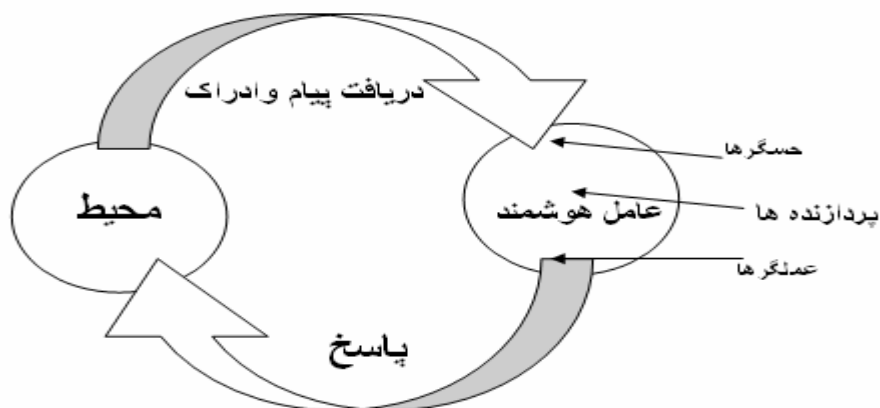 دریافت پیام وادراک
حسگرها
محیط
عامل هوشمند
پردازنده ها
عملگرها
پاسخ